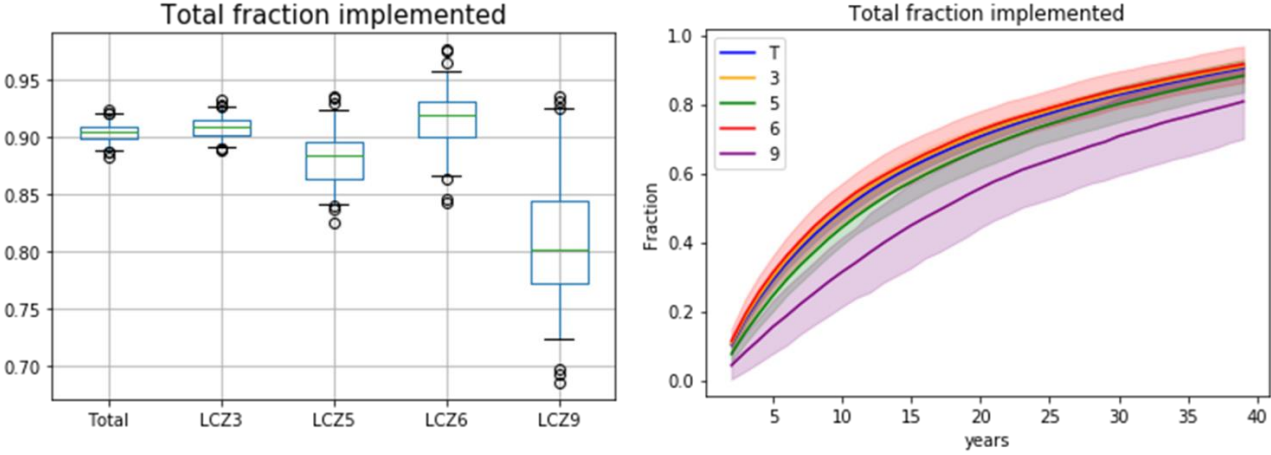 Total fraction implemented
0.95
0.90
0.85
0.80
0.75
0.70
Total LCZ3 LCZ5 LCZ6 LCZ9
Total fraction implemented
T
3
5
6
9
Fraction
1.0
0.8
0.6
0.4
0.2
0.0
5 10 15 20 25 30 35 40
years